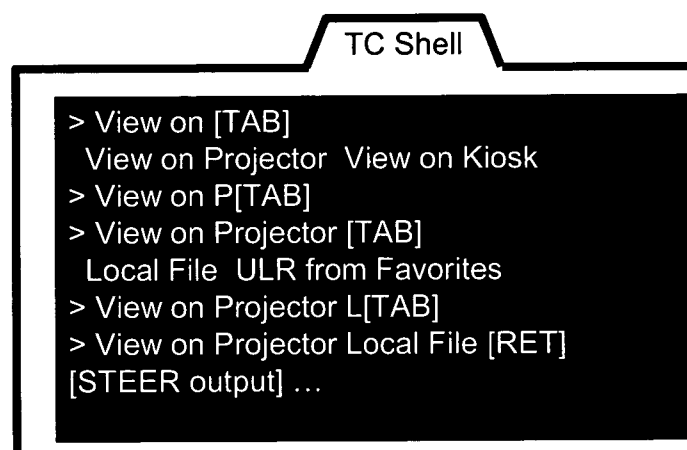 TC Shell
> View on [TAB]
View on Projector View on Kiosk
> View on P[TAB]
> View on Projector [TAB]
Local File ULR from Favorites
> View on Projector L[TAB]
> View on Projector Local File [RET]
[STEER output] ...